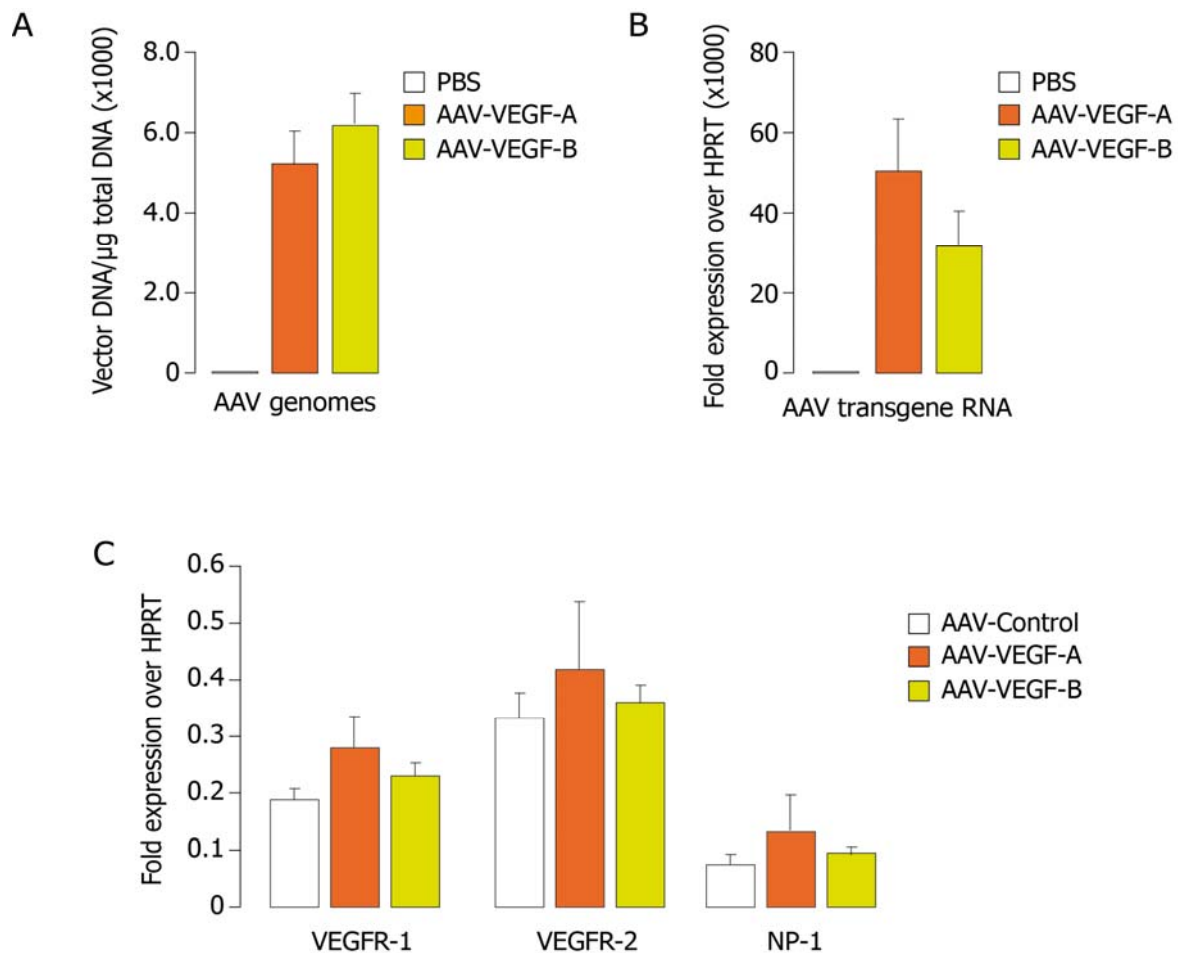 A
Vector DNA/µg total DNA (x1000)
8.0
6.0
4.0
2.0
0
AAV genomes
PBS
AAV-VEGF-A
AAV-VEGF-B
B
Fold expression over HPRT (x1000)
80
60
40
20
0
AAV transgene RNA
PBS
AAV-VEGF-A
AAV-VEGF-B
C
Fold expression over HPRT
0.6
0.5
0.4
0.3
0.2
0.1
0
VEGFR-1
VEGFR-2
NP-1
AAV-Control
AAV-VEGF-A
AAV-VEGF-B